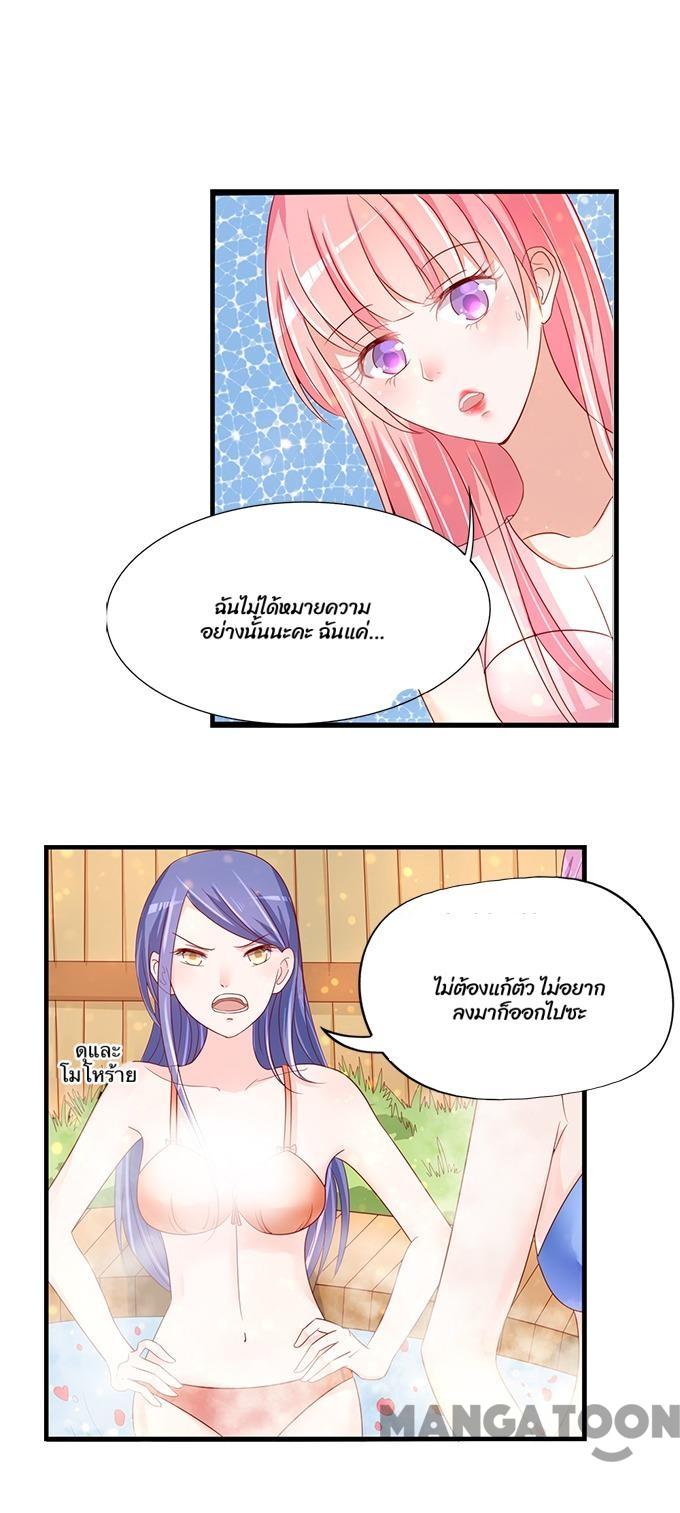 ฉันไม่ได้หมายความ
อย่างนั้นนะคะ ฉันแค่...
ไม่ต้องแก้ตัว ไม่อยาก
ลงมาก็ออกไปซะ
ดุและ
โมโหร้าย
MANGATOON